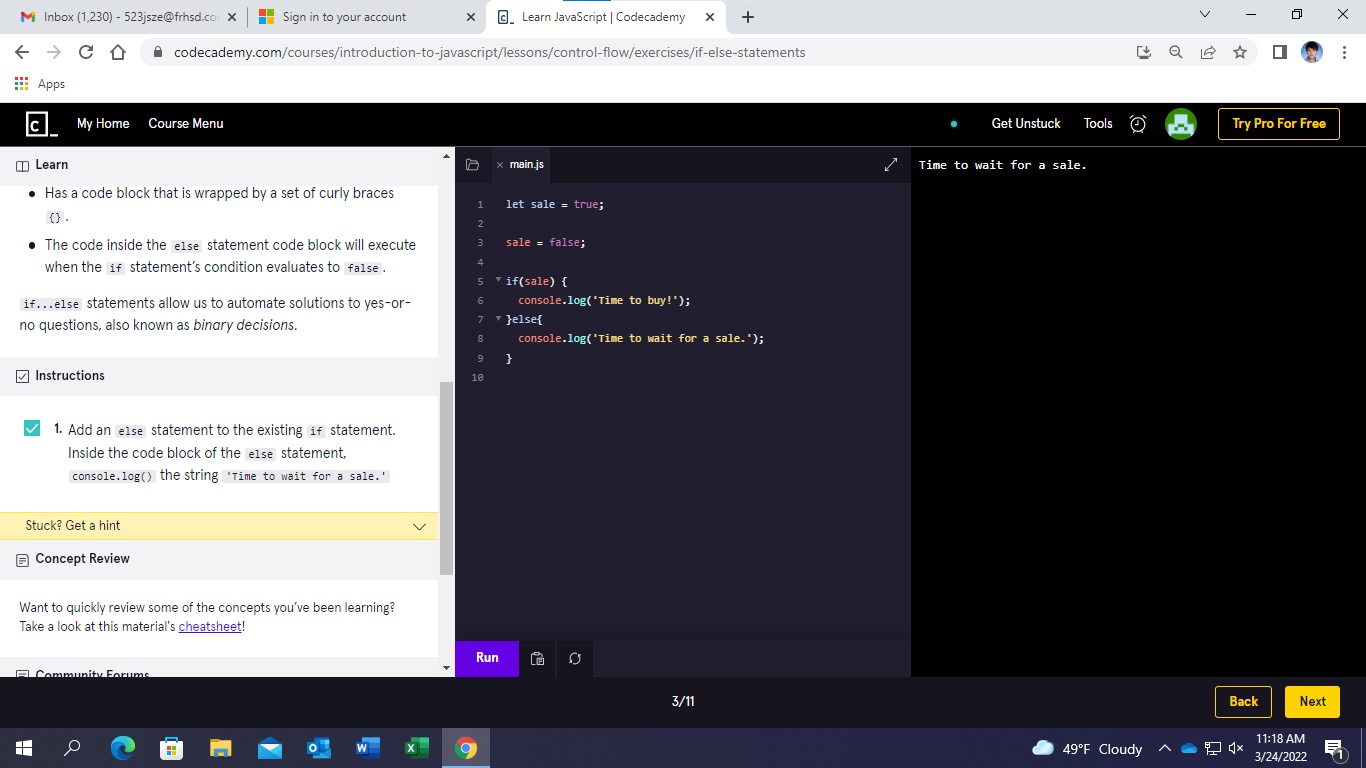 Inbox (1,230) - 523jsze@frhsd.co
Sign in to your account
Learn JavaScript | Codecademy
codecademy.com/courses/introduction-to-javascript/lessons/control-flow/exercises/if-else-statements
Apps
c_ My Home Course Menu Get Unstuck Tools Try Pro For Free
Learn
Has a code block that is wrapped by a set of curly braces
{}.
The code inside the else statement code block will execute
when the if statement's condition evaluates to false.
if...else statements allow us to automate solutions to yes-or-
no questions, also known as binary decisions.
Instructions
1. Add an else statement to the existing if statement.
Inside the code block of the else statement,
console.log() the string 'Time to wait for a sale.'
Stuck? Get a hint
Concept Review
Want to quickly review some of the concepts you've been learning?
Take a look at this material's cheatsheet!
Community Forums
main.js
1 let sale = true;
2
3 sale = false;
4
5 if(sale) {
6 console.log('Time to buy!');
7 }else{
8 console.log('Time to wait for a sale.');
9 }
10
Run
Time to wait for a sale.
3/11
Back Next
49°F Cloudy
11:18 AM
3/24/2022
1